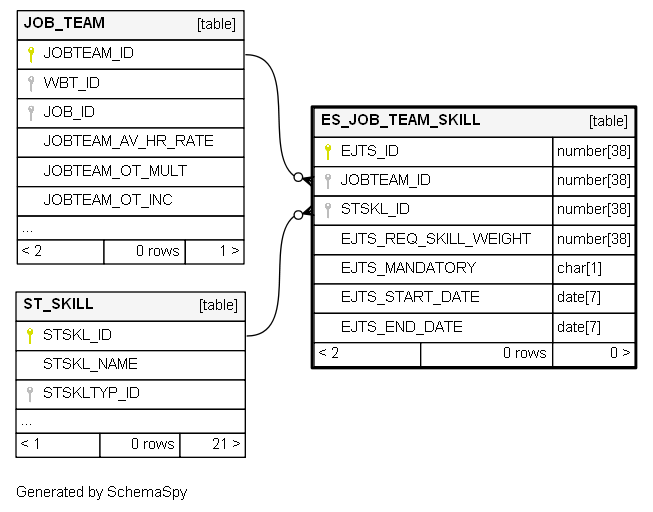 JOB_TEAM [table]
JOBTEAM_ID
WBT_ID
JOB_ID
JOBTEAM_AV_HR_RATE
JOBTEAM_OT_MULT
JOBTEAM_OT_INC
...
< 2 0 rows 1 >
ST_SKILL [table]
STSKL_ID
STSKL_NAME
STSKLTYP_ID
...
< 1 0 rows 21 >
ES_JOB_TEAM_SKILL [table]
EJTS_ID number[38]
JOBTEAM_ID number[38]
STSKL_ID number[38]
EJTS_REQ_SKILL_WEIGHT number[38]
EJTS_MANDATORY char[1]
EJTS_START_DATE date[7]
EJTS_END_DATE date[7]
< 2 0 rows 0 >
Generated by SchemaSpy